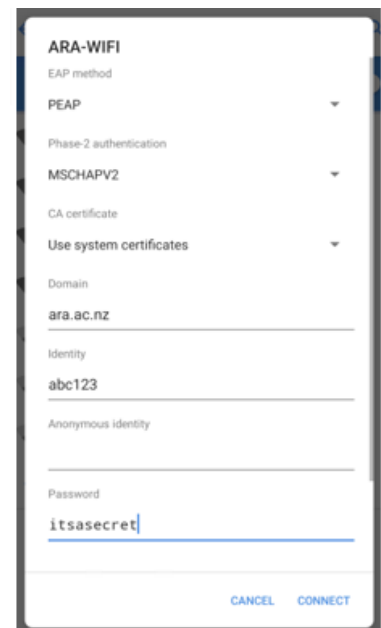 ARA-WIFI
EAP method
PEAP
Phase-2 authentication
MSCHAPV2
CA certificate
Use system certificates
Domain
ara.ac.nz
Identity
abc123
Anonymous identity
Password
itsasecret
CANCEL CONNECT